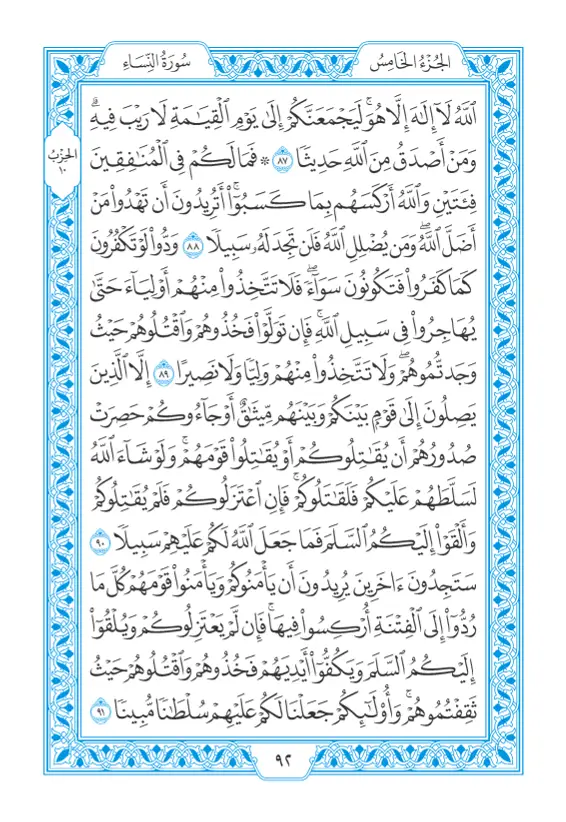 الجُزْءُ الخَامِسُ
سُورَةُ النِّسَاءِ
ٱللَّهُ لَآ إِلَٰهَ إِلَّا هُوَۚ لَيَجْمَعَنَّكُمْ إِلَىٰ يَوْمِ ٱلْقِيَٰمَةِ لَا رَيْبَ فِيهِۗ
وَمَنْ أَصْدَقُ مِنَ ٱللَّهِ حَدِيثًا ٨٧ ۞ فَمَا لَكُمْ فِي ٱلْمُنَٰفِقِينَ
فِئَتَيْنِ وَٱللَّهُ أَرْكَسَهُم بِمَا كَسَبُوٓا۟ۚ أَتُرِيدُونَ أَن تَهْدُوا۟ مَنْ
أَضَلَّ ٱللَّهُۖ وَمَن يُضْلِلِ ٱللَّهُ فَلَن تَجِدَ لَهُۥ سَبِيلًا ٨٨ وَدُّوا۟ لَوْ تَكْفُرُونَ
كَمَا كَفَرُوا۟ فَتَكُونُونَ سَوَآءًۖ فَلَا تَتَّخِذُوا۟ مِنْهُمْ أَوْلِيَآءَ حَتَّىٰ
يُهَاجِرُوا۟ فِي سَبِيلِ ٱللَّهِۚ فَإِن تَوَلَّوْا۟ فَخُذُوهُمْ وَٱقْتُلُوهُمْ حَيْثُ
وَجَدتُّمُوهُمْۖ وَلَا تَتَّخِذُوا۟ مِنْهُمْ وَلِيًّا وَلَا نَصِيرًا ٨٩ إِلَّا ٱلَّذِينَ
يَصِلُونَ إِلَىٰ قَوْمٍۭ بَيْنَكُمْ وَبَيْنَهُم مِّيثَٰقٌ أَوْ جَآءُوكُمْ حَصِرَتْ
صُدُورُهُمْ أَن يُقَٰتِلُوكُمْ أَوْ يُقَٰتِلُوا۟ قَوْمَهُمْۚ وَلَوْ شَآءَ ٱللَّهُ
لَسَلَّطَهُمْ عَلَيْكُمْ فَلَقَٰتَلُوكُمْۚ فَإِنِ ٱعْتَزَلُوكُمْ فَلَمْ يُقَٰتِلُوكُمْ
وَأَلْقَوْا۟ إِلَيْكُمُ ٱلسَّلَمَ فَمَا جَعَلَ ٱللَّهُ لَكُمْ عَلَيْهِمْ سَبِيلًا ٩٠
سَتَجِدُونَ ءَاخَرِينَ يُرِيدُونَ أَن يَأْمَنُوكُمْ وَيَأْمَنُوا۟ قَوْمَهُمْ كُلَّ مَا
رُدُّوٓا۟ إِلَى ٱلْفِتْنَةِ أُرْكِسُوا۟ فِيهَاۚ فَإِن لَّمْ يَعْتَزِلُوكُمْ وَيُلْقُوٓا۟
إِلَيْكُمُ ٱلسَّلَمَ وَيَكُفُّوٓا۟ أَيْدِيَهُمْ فَخُذُوهُمْ وَٱقْتُلُوهُمْ حَيْثُ
ثَقِفْتُمُوهُمْۚ وَأُو۟لَٰٓئِكُمْ جَعَلْنَا لَكُمْ عَلَيْهِمْ سُلْطَٰنًا مُّبِينًا ٩١
الحِزْبُ
١٠
٩٢